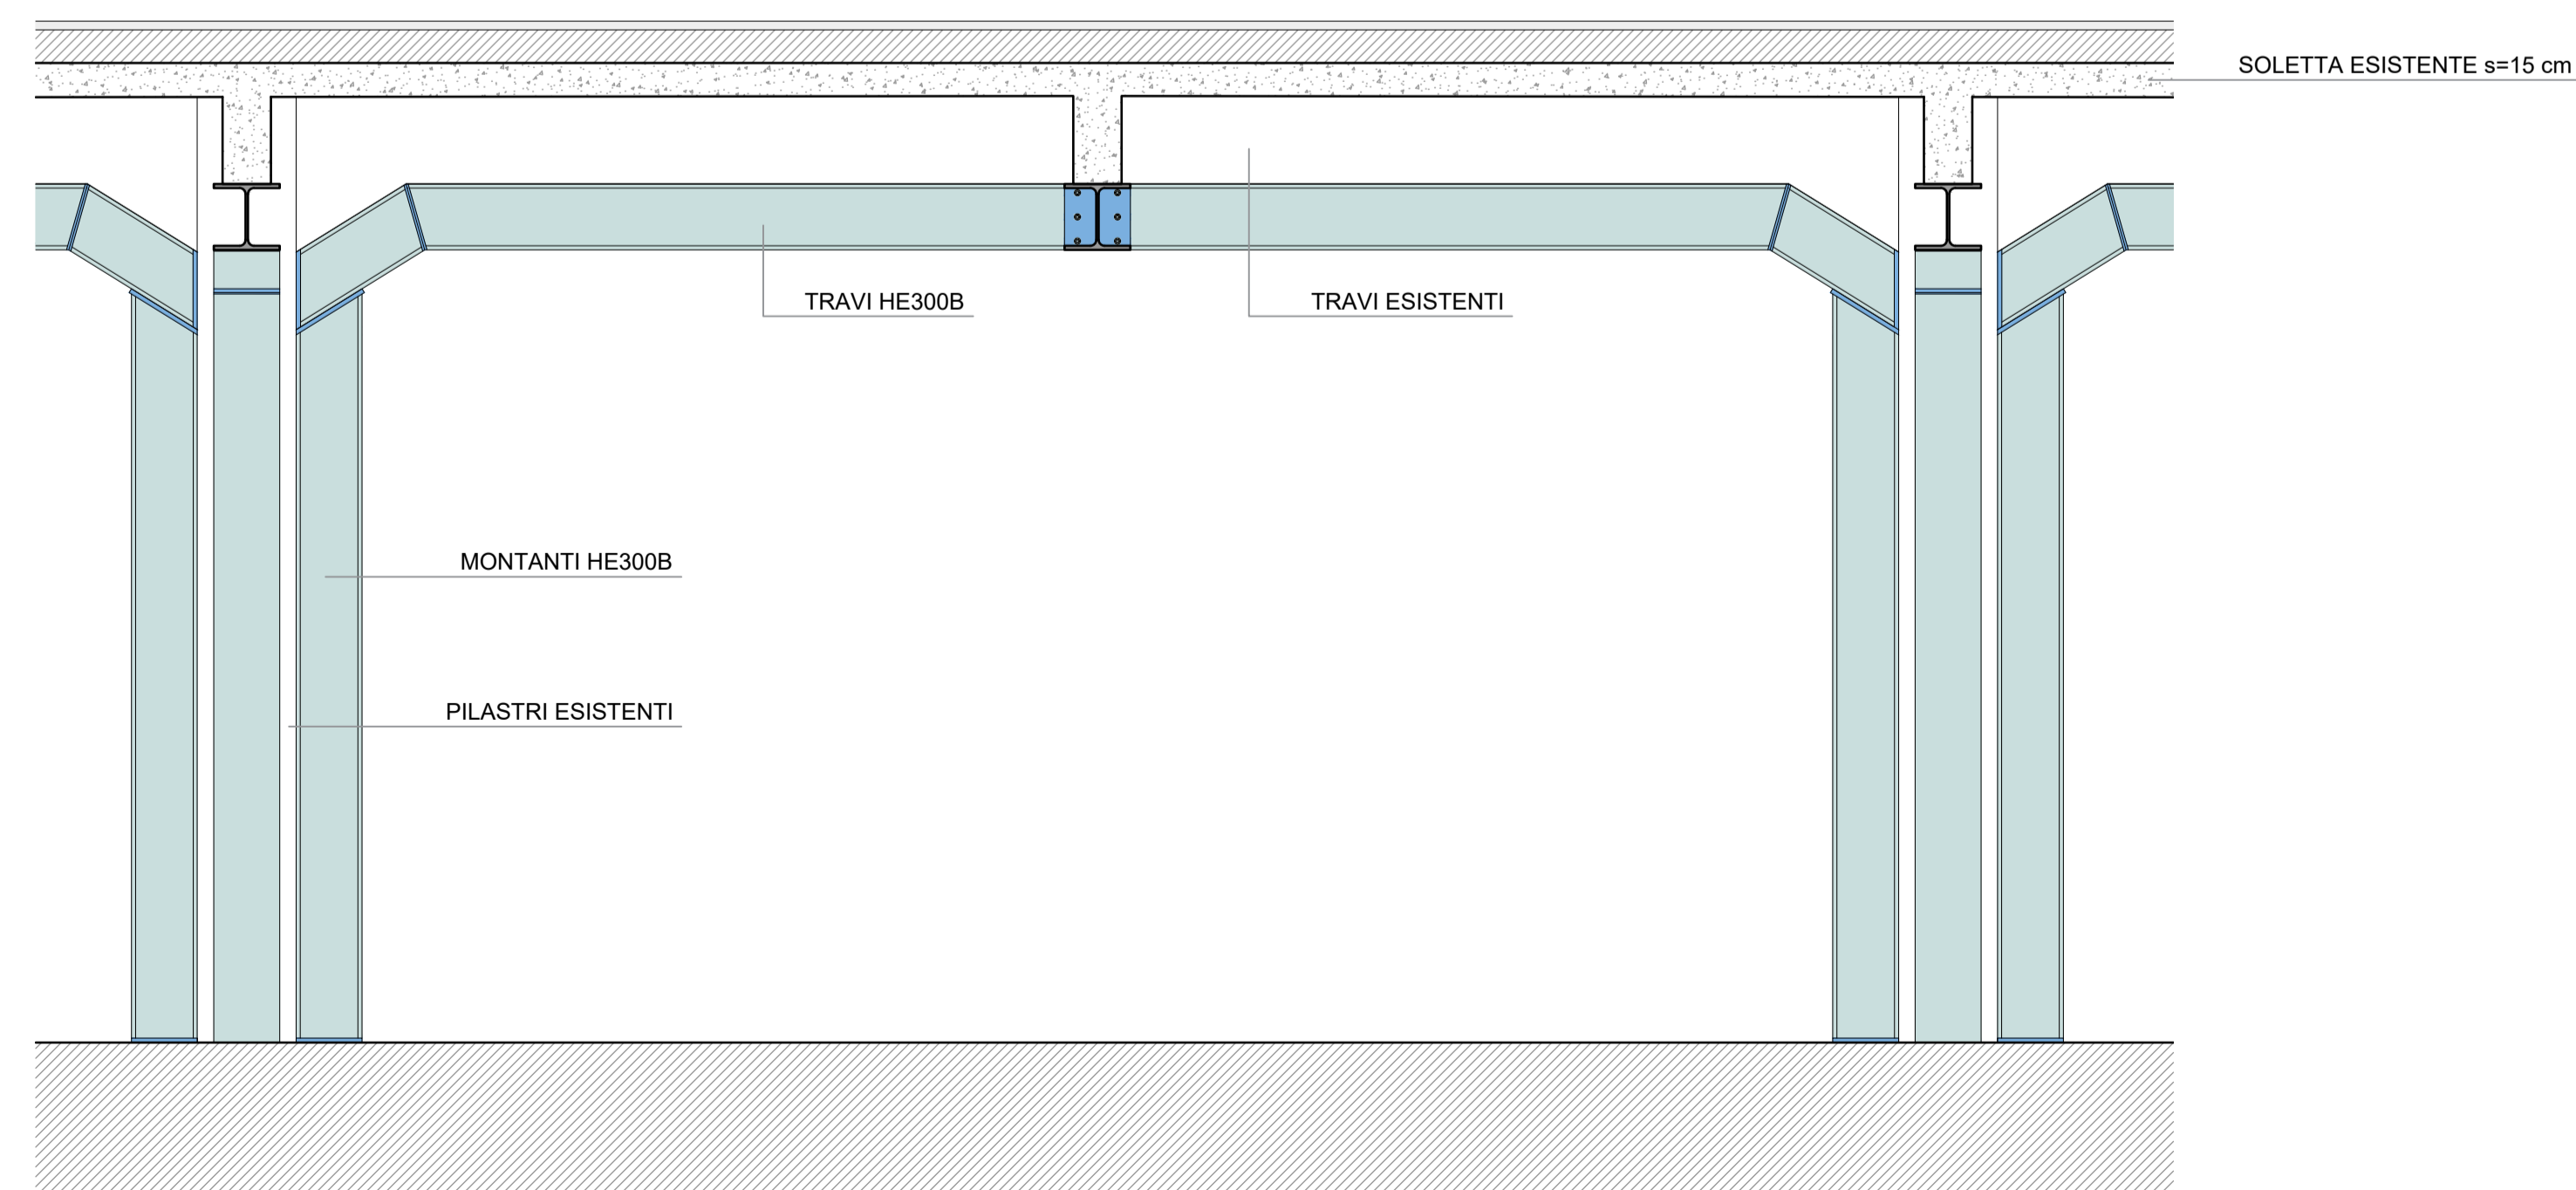 SOLETTA ESISTENTE s=15 cm
TRAVI HE300B
TRAVI ESISTENTI
MONTANTI HE300B
PILASTRI ESISTENTI